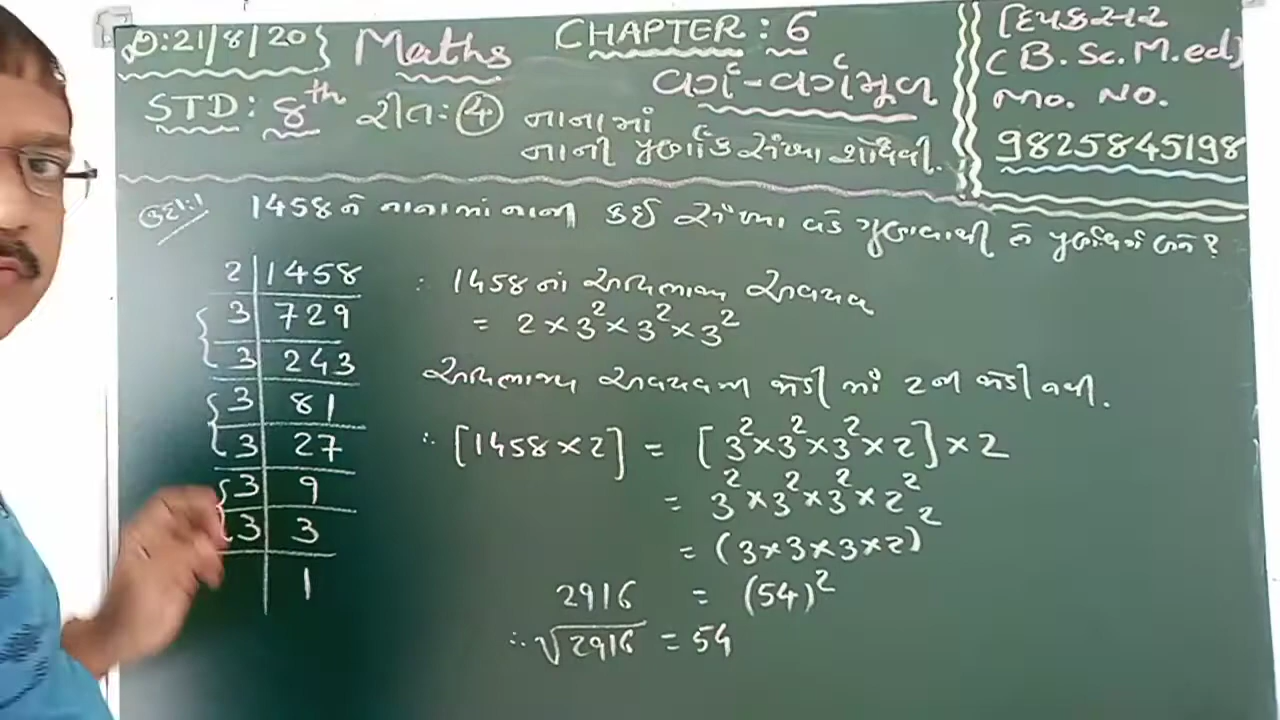 તા:21/8/20} Maths CHAPTER : 6
વર્ગ-વર્ગમૂળ
STD: 8th રીત: ④ નાનામાં
નાની પૂર્ણાંક સંખ્યા શોધવી.
દિપકસર
(B.Sc.M.ed)
Mo. NO.
9825845198
ઉદા:1 1458 ને નાનામાં નાની કઈ સંખ્યા વડે ગુણવાથી તે પૂર્ણવર્ગ બને ?
2 | 1458
3 | 729
3 | 243
3 | 81
3 | 27
3 | 9
3 | 3
1
: 1458 નાં અવિભાજ્ય અવયવ
= 2 × 3² × 3² × 3²
અવિભાજ્ય અવયવની જોડી માં 2ની જોડી નથી.
∴ [1458 × 2] = [3² × 3² × 3² × 2] × 2
= 3² × 3² × 3² × 2²
= (3 × 3 × 3 × 2)²
2916 = (54)²
∴ √2916 = 54